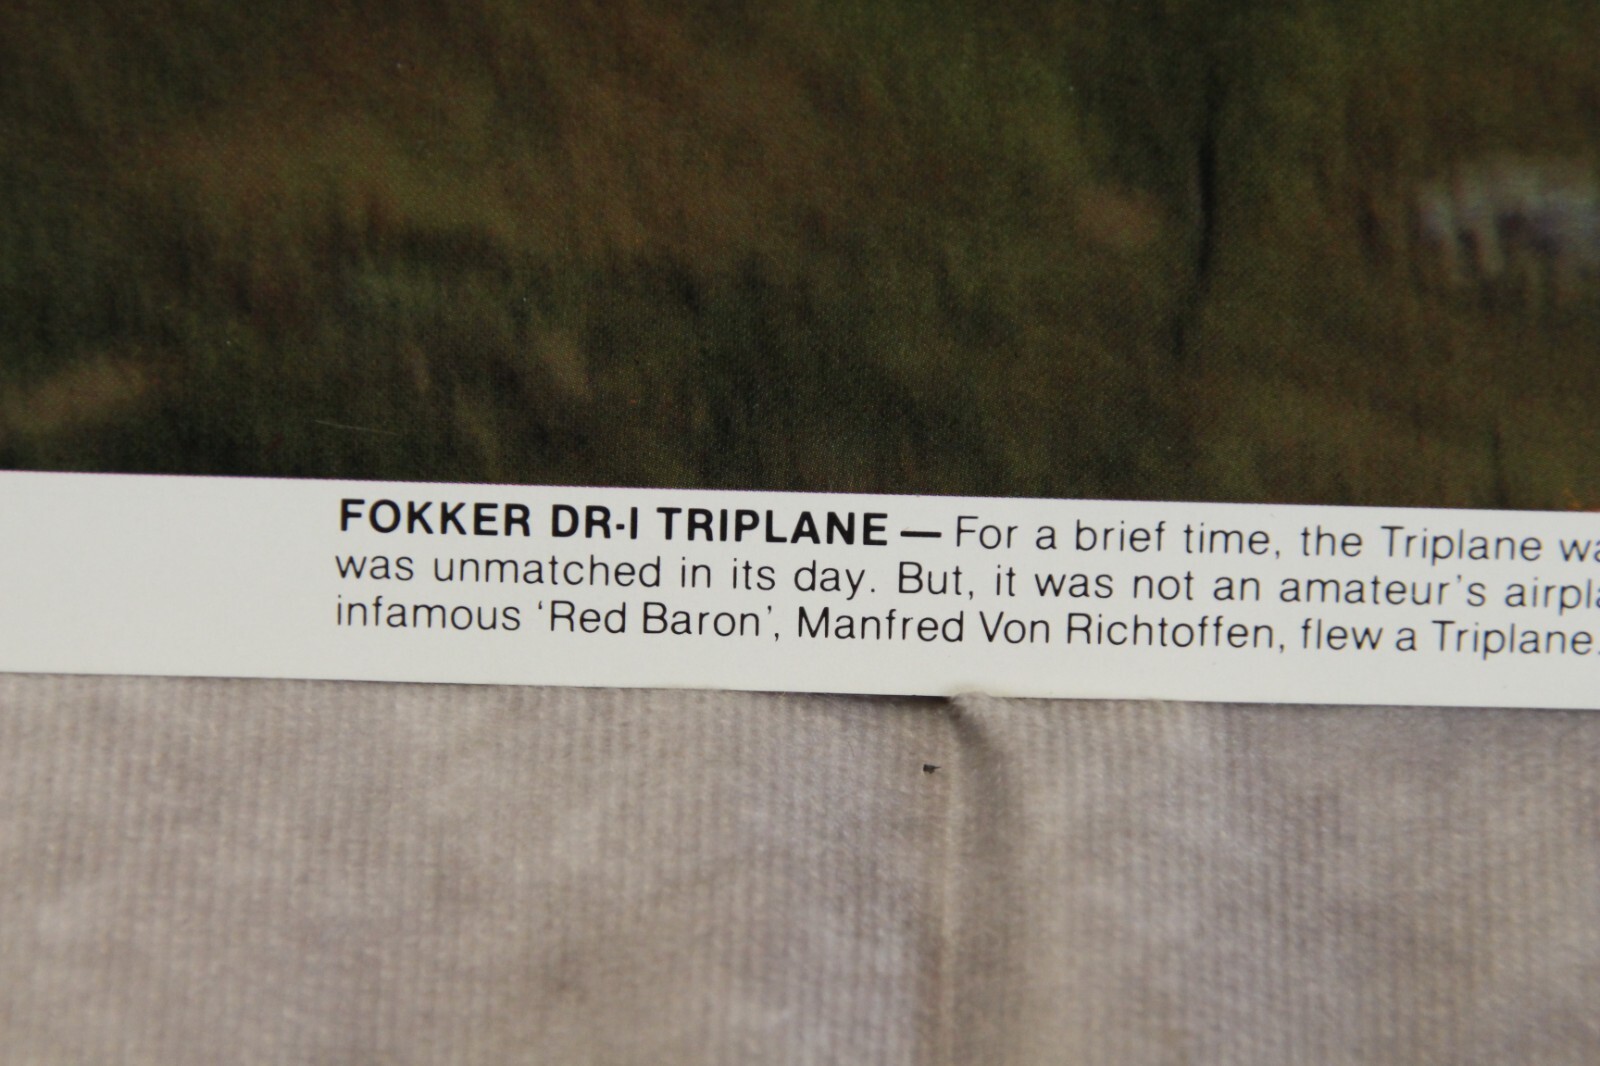 FOKKER DR-I TRIPLANE — For a brief time, the Triplane
was unmatched in its day. But, it was not an amateur's
infamous ‘Red Baron’, Manfred Von Richtoffen, flew a Triplane.